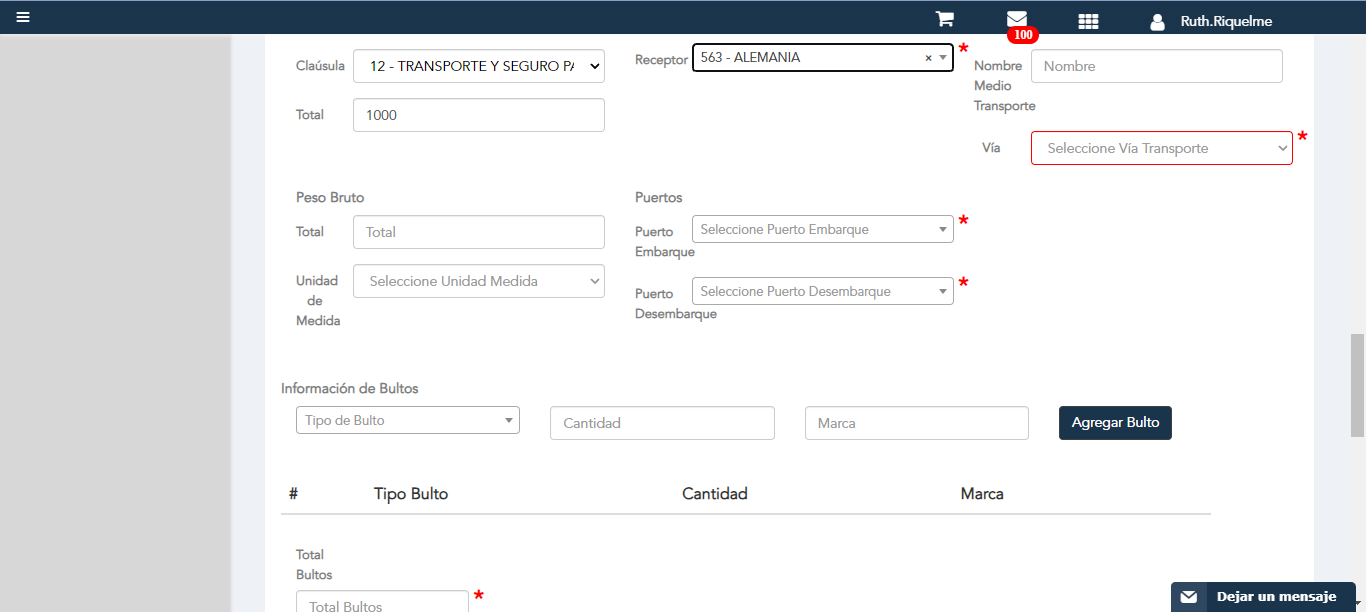 Ruth.Riquelme
100
Claúsula
12 - TRANSPORTE Y SEGURO PA
Receptor
563 - ALEMANIA
×
*
Nombre
Medio
Transporte
Nombre
Total
1000
Vía
Seleccione Vía Transporte
*
Peso Bruto
Puertos
Total
Total
Puerto
Embarque
Seleccione Puerto Embarque
*
Unidad
de
Medida
Seleccione Unidad Medida
Puerto
Desembarque
Seleccione Puerto Desembarque
*
Información de Bultos
Tipo de Bulto
Cantidad
Marca
Agregar Bulto
# Tipo Bulto Cantidad Marca
Total
Bultos
Total Bultos
*
Dejar un mensaje